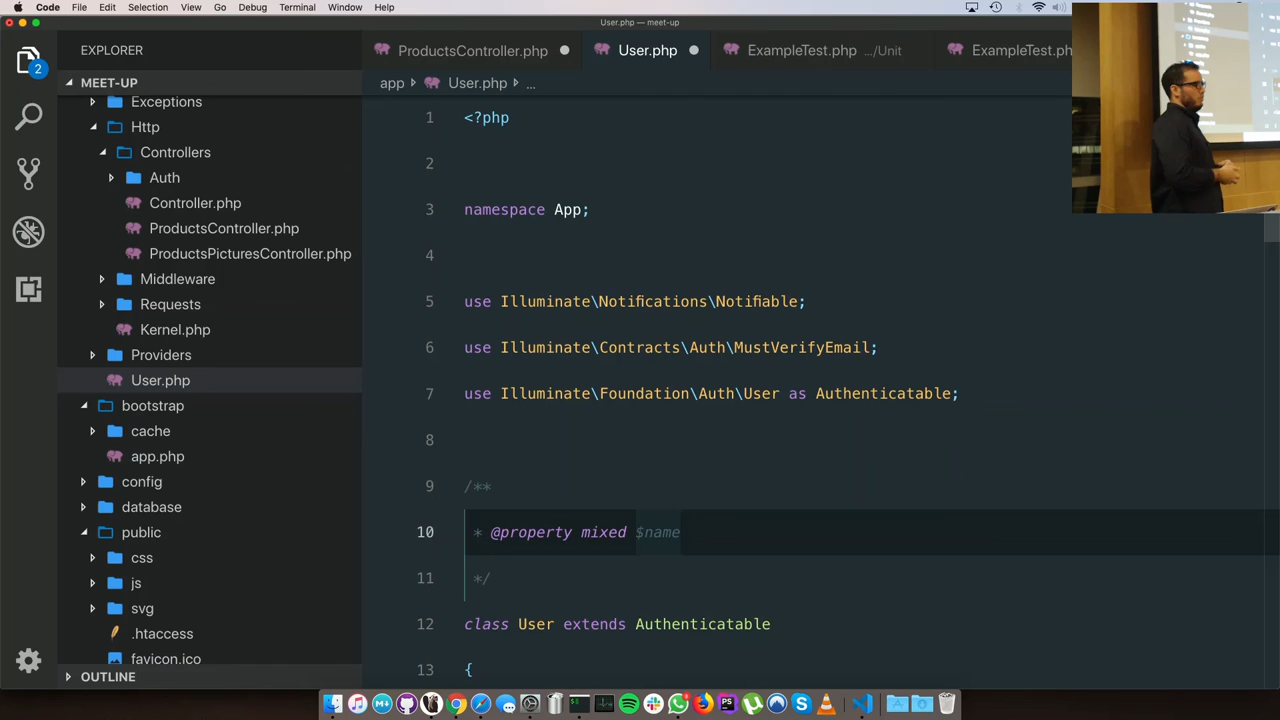 Code File Edit Selection View Go Debug Terminal Window Help
User.php — meet-up
EXPLORER
ProductsController.php
User.php
ExampleTest.php .../Unit
ExampleTest.ph
2
MEET-UP
Exceptions
Http
Controllers
Auth
Controller.php
ProductsController.php
ProductsPicturesController.php
Middleware
Requests
Kernel.php
Providers
User.php
bootstrap
cache
app.php
config
database
public
css
js
svg
.htaccess
favicon.ico
OUTLINE
app User.php ...
1 <?php
2
3 namespace App;
4
5 use Illuminate\Notifications\Notifiable;
6 use Illuminate\Contracts\Auth\MustVerifyEmail;
7 use Illuminate\Foundation\Auth\User as Authenticatable;
8
9 /**
10 * @property mixed $name
11 */
12 class User extends Authenticatable
13 {